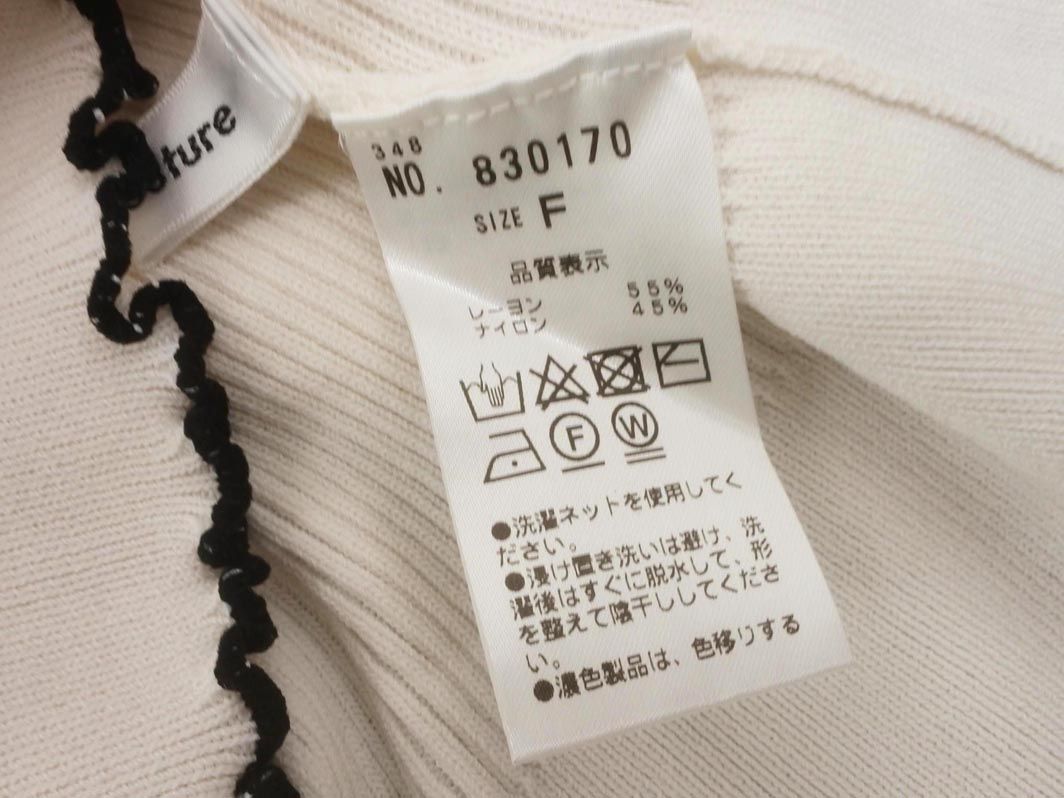 ture
348
NO. 830170
SIZE F
品質表示
レーヨン 55%
ナイロン 45%
F W
●洗濯ネットを使用してく
ださい。
●浸け置き洗いは避け、洗
濯後はすぐに脱水して、形
を整えて陰干ししてくださ
い。
●濃色製品は、色移りする